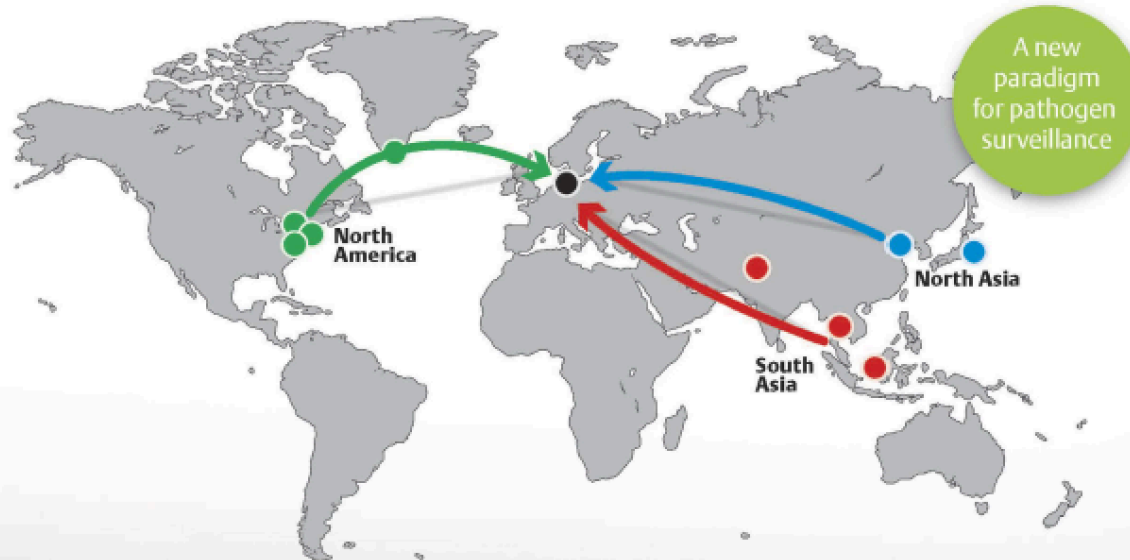 A new
paradigm
for pathogen
surveillance
North
America
North Asia
South
Asia